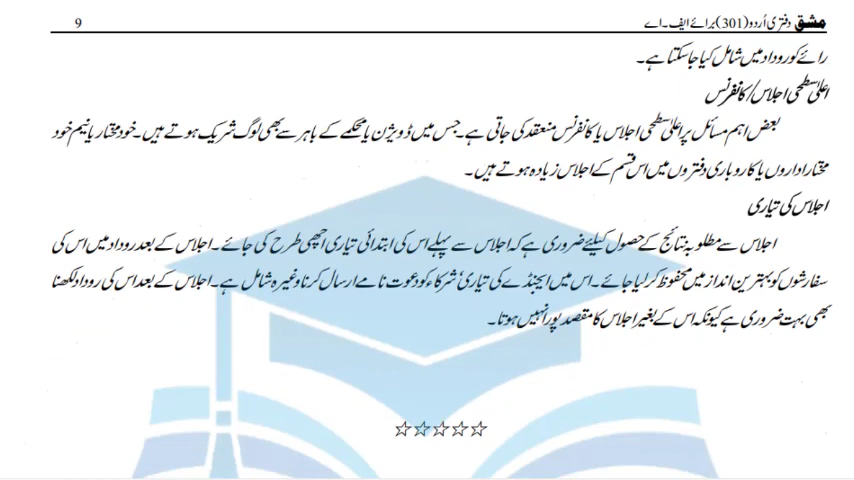 مشق دفتری اُردو (301) برائے ایف۔اے 9
رائے کو روداد میں شامل کیا جاسکتا ہے۔
اعلیٰ سطحی اجلاس/کانفرنس
بعض اہم مسائل پر اعلیٰ سطحی اجلاس یا کانفرنس منعقد کی جاتی ہے۔ جس میں ڈویژن یا محکمے کے باہر سے بھی لوگ شریک ہوتے ہیں۔ خود مختار یا نیم خود
مختار اداروں یا کاروباری دفتروں میں اس قسم کے اجلاس زیادہ ہوتے ہیں۔
اجلاس کی تیاری
اجلاس سے مطلوبہ نتائج کے حصول کیلئے ضروری ہے کہ اجلاس سے پہلے اس کی ابتدائی تیاری اچھی طرح کی جائے۔ اجلاس کے بعد روداد میں اس کی
سفارشوں کو بہترین انداز میں محفوظ کرلیا جائے۔ اس میں ایجنڈے کی تیاری‘ شرکاء کو دعوت نامے ارسال کرنا وغیرہ شامل ہے۔ اجلاس کے بعد اس کی روداد لکھنا
بھی بہت ضروری ہے کیونکہ اس کے بغیر اجلاس کا مقصد پورا نہیں ہوتا۔
☆☆☆☆☆